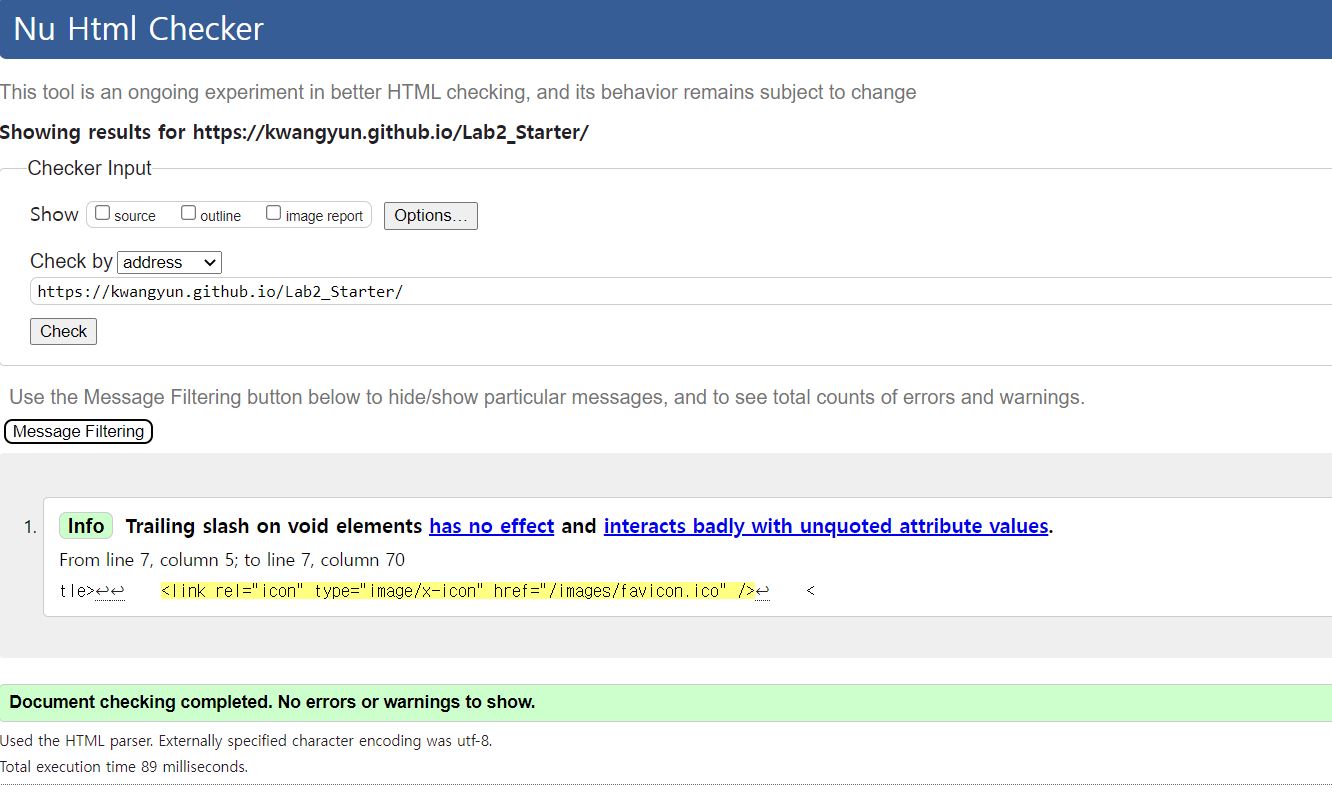 Nu Html Checker
This tool is an ongoing experiment in better HTML checking, and its behavior remains subject to change
Showing results for https://kwangyun.github.io/Lab2_Starter/
Checker Input
Show source outline image report Options...
Check by address
https://kwangyun.github.io/Lab2_Starter/
Check
Use the Message Filtering button below to hide/show particular messages, and to see total counts of errors and warnings.
Message Filtering
1. Info Trailing slash on void elements has no effect and interacts badly with unquoted attribute values.
From line 7, column 5; to line 7, column 70
tle>↩↩ <link rel="icon" type="image/x-icon" href="/images/favicon.ico" />↩ <
Document checking completed. No errors or warnings to show.
Used the HTML parser. Externally specified character encoding was utf-8.
Total execution time 89 milliseconds.